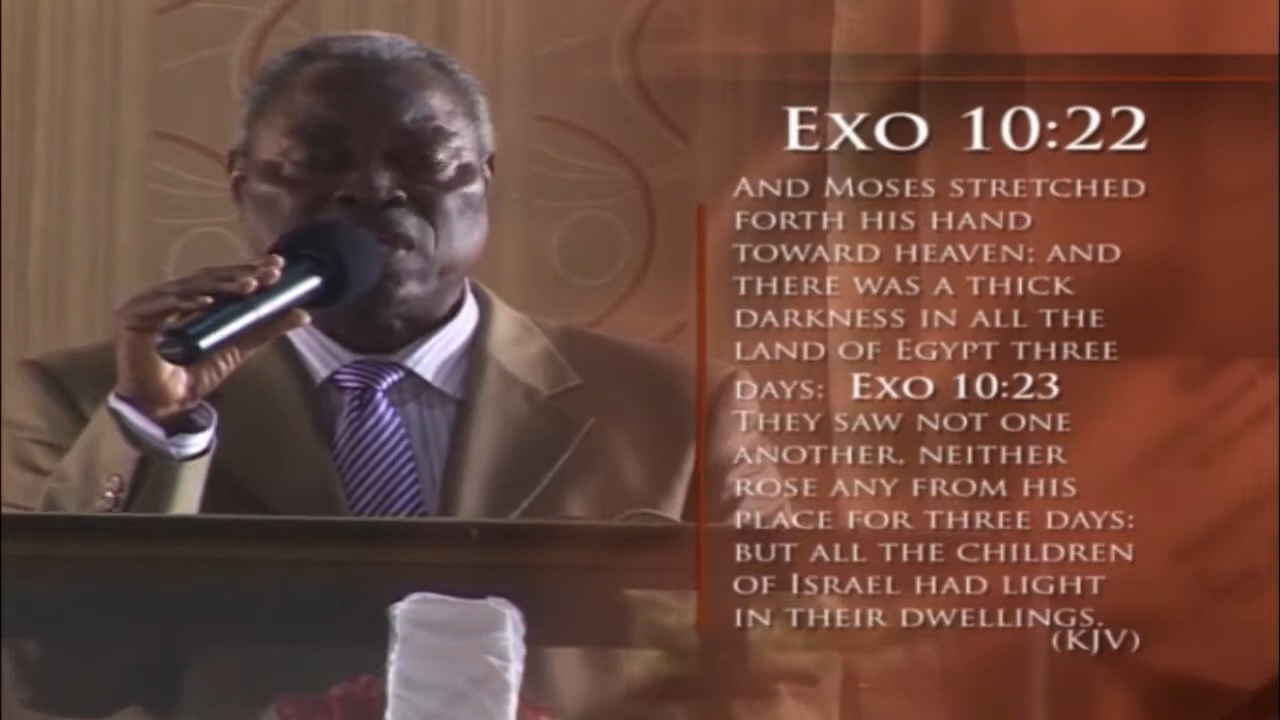 Exo 10:22
And Moses stretched
forth his hand
toward heaven; and
there was a thick
darkness in all the
land of Egypt three
days: Exo 10:23
They saw not one
another, neither
rose any from his
place for three days:
but all the children
of Israel had light
in their dwellings.
(KJV)